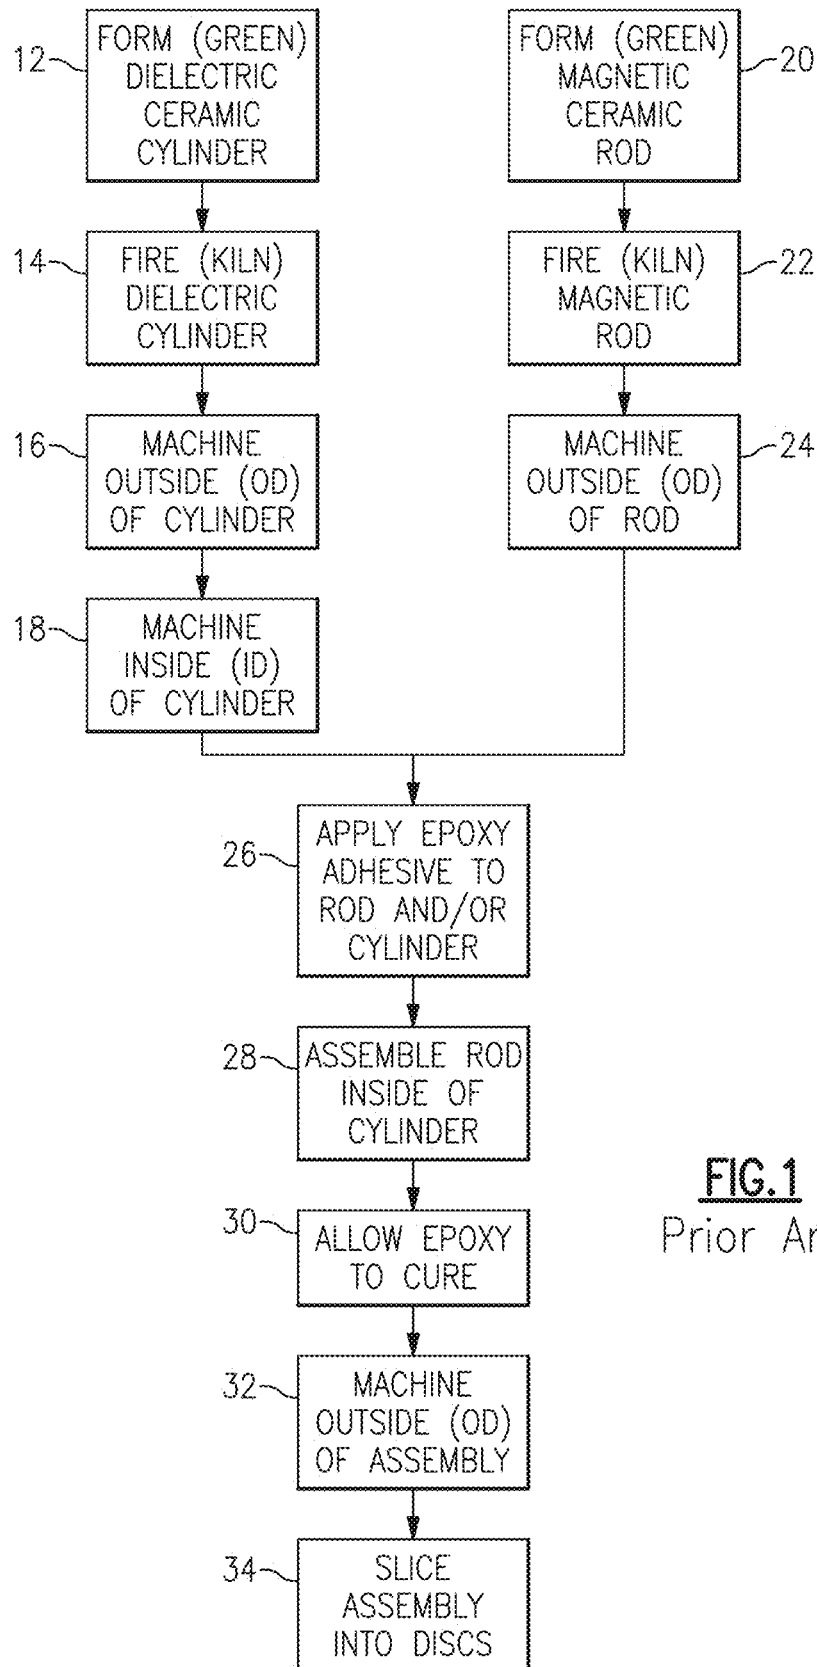 12
FORM (GREEN)
DIELECTRIC
CERAMIC
CYLINDER
FORM (GREEN)
MAGNETIC
CERAMIC
ROD
20
14
FIRE (KILN)
DIELECTRIC
CYLINDER
FIRE (KILN)
MAGNETIC
ROD
22
16
MACHINE
OUTSIDE (OD)
OF CYLINDER
MACHINE
OUTSIDE (OD)
OF ROD
24
18
MACHINE
INSIDE (ID)
OF CYLINDER
26
APPLY EPOXY
ADHESIVE TO
ROD AND/OR
CYLINDER
28
ASSEMBLE ROD
INSIDE OF
CYLINDER
FIG.1
Prior Ar
30
ALLOW EPOXY
TO CURE
32
MACHINE
OUTSIDE (OD)
OF ASSEMBLY
34
SLICE
ASSEMBLY
INTO DISCS